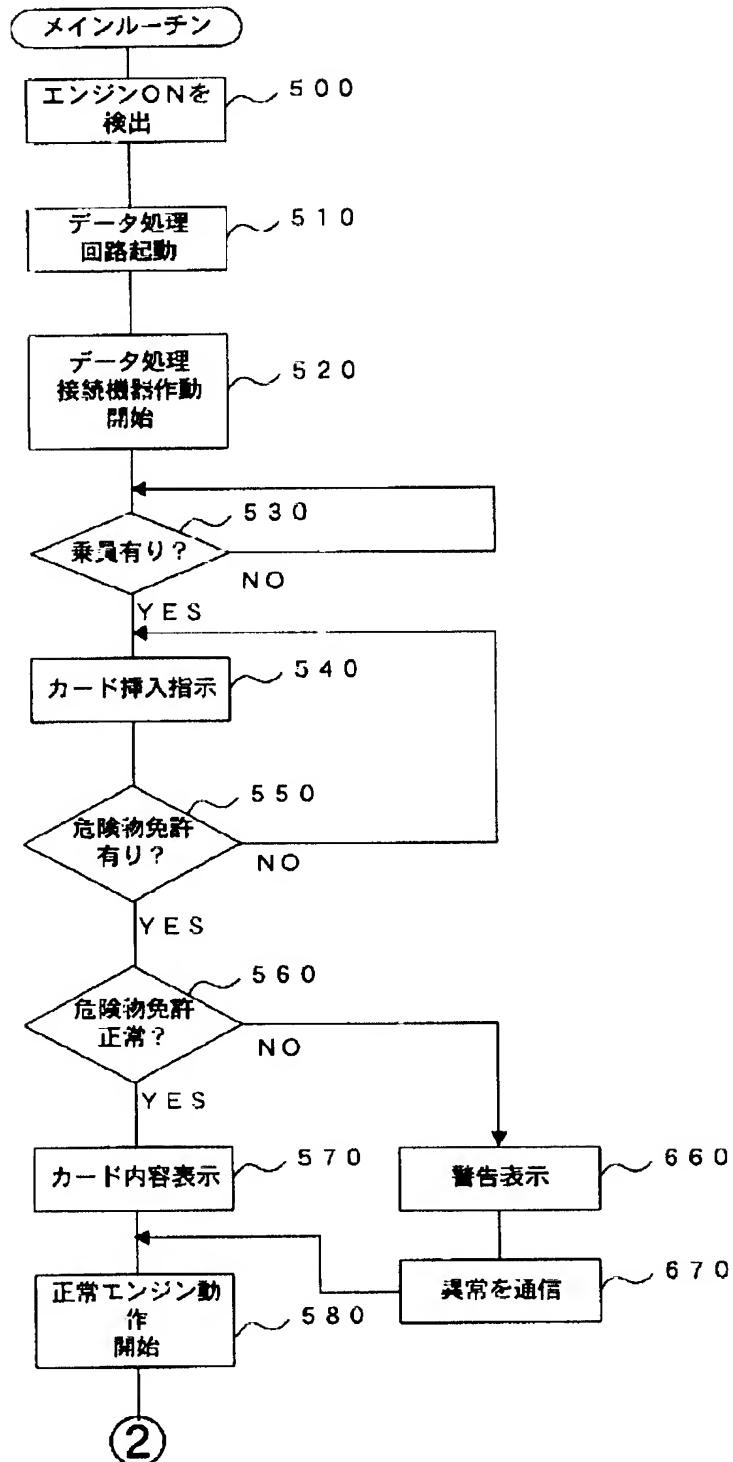 メインルーチン
エンジンONを
検出
500
データ処理
回路起動
510
データ処理
接続機器作動
開始
520
乗員有り？
530
NO
YES
カード挿入指示
540
危険物免許
有り？
550
NO
YES
危険物免許
正常？
560
NO
YES
カード内容表示
570
警告表示
660
異常を通信
670
正常エンジン動
作
開始
580
②